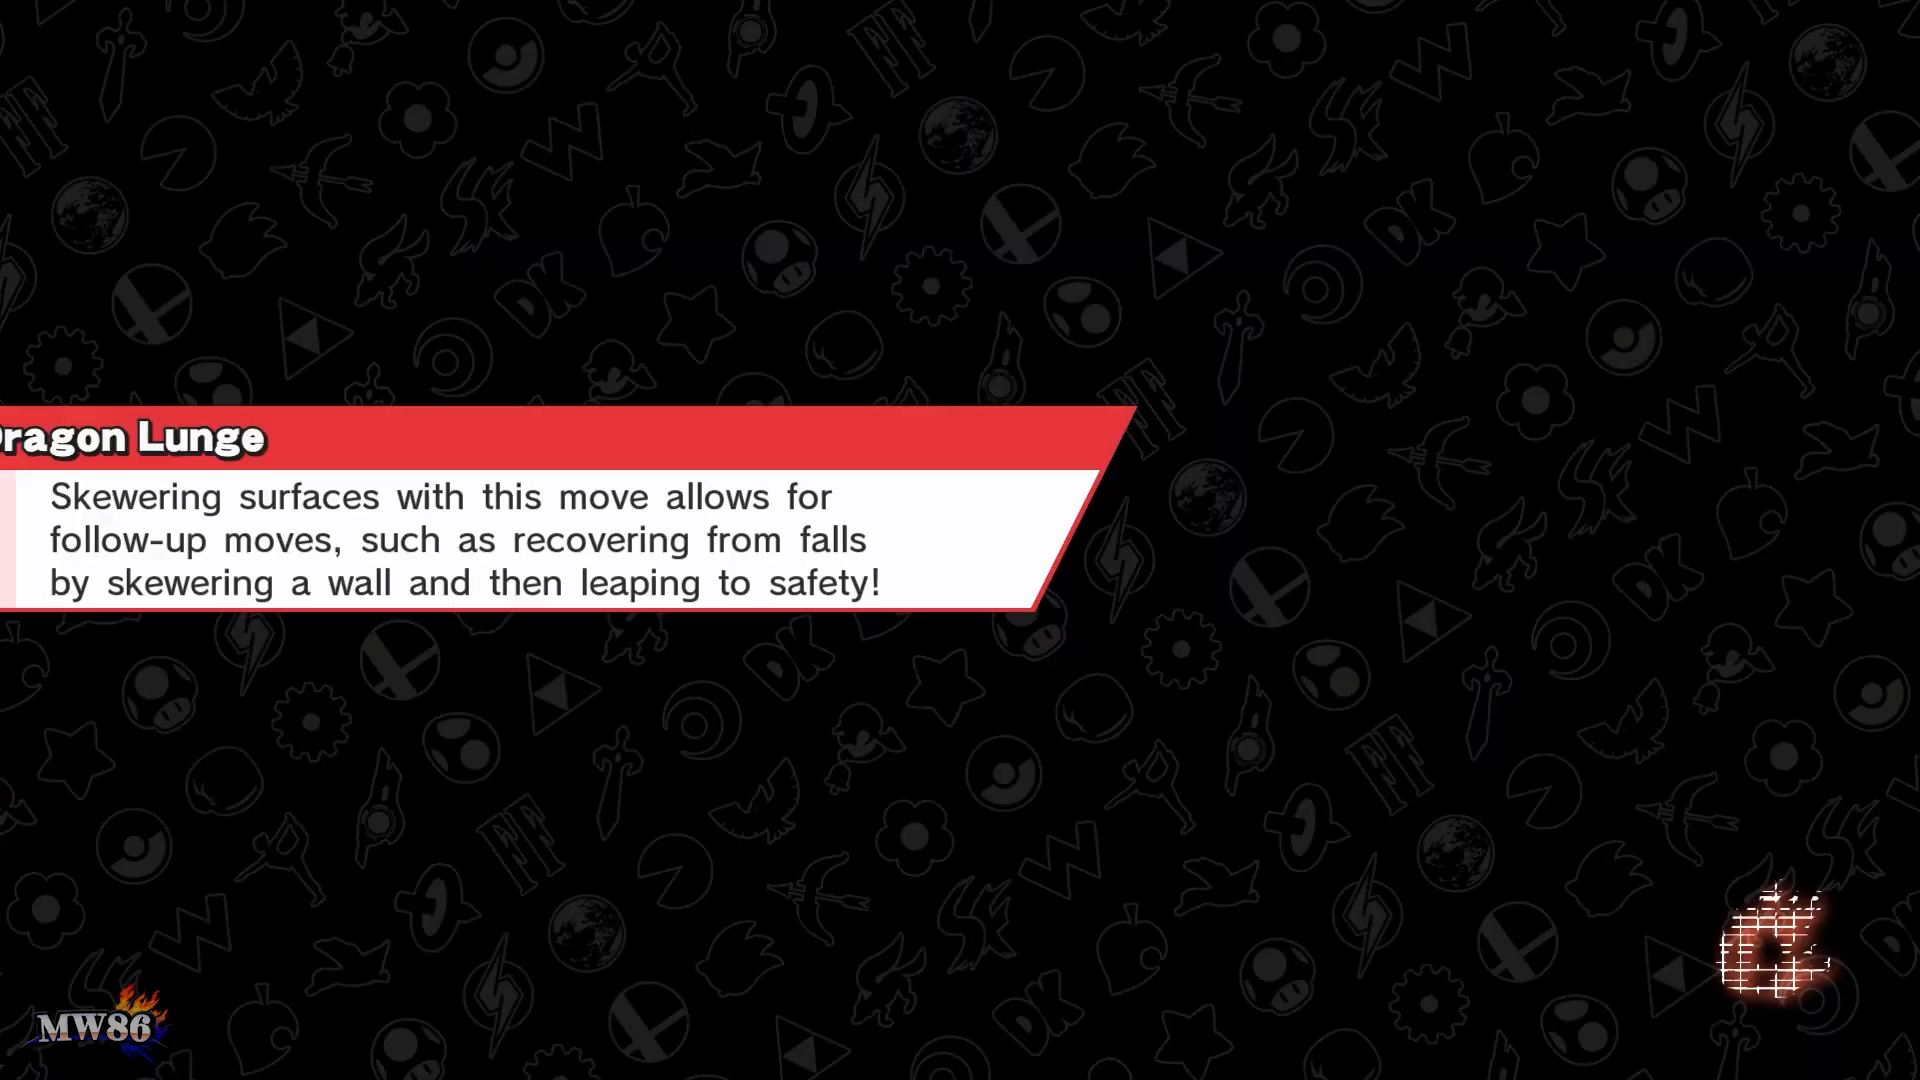 Dragon Lunge
Skewering surfaces with this move allows for
follow-up moves, such as recovering from falls
by skewering a wall and then leaping to safety!
MW86